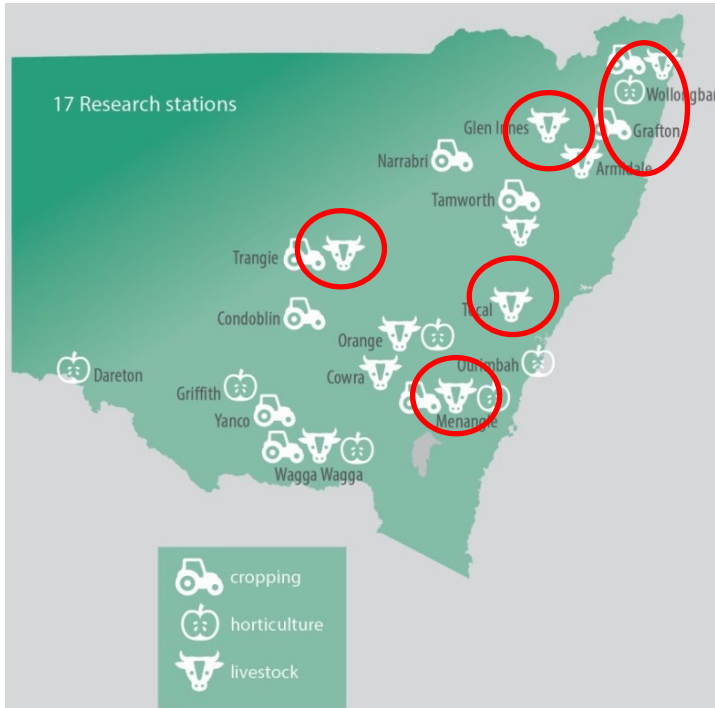 17 Research stations
Wollongbar
Glen Innes
Grafton
Narrabri
Armidale
Tamworth
Trangie
Tocal
Condoblin
Orange
Ourimbah
Dareton
Cowra
Griffith
Yanco
Menangle
Wagga Wagga
cropping
horticulture
livestock